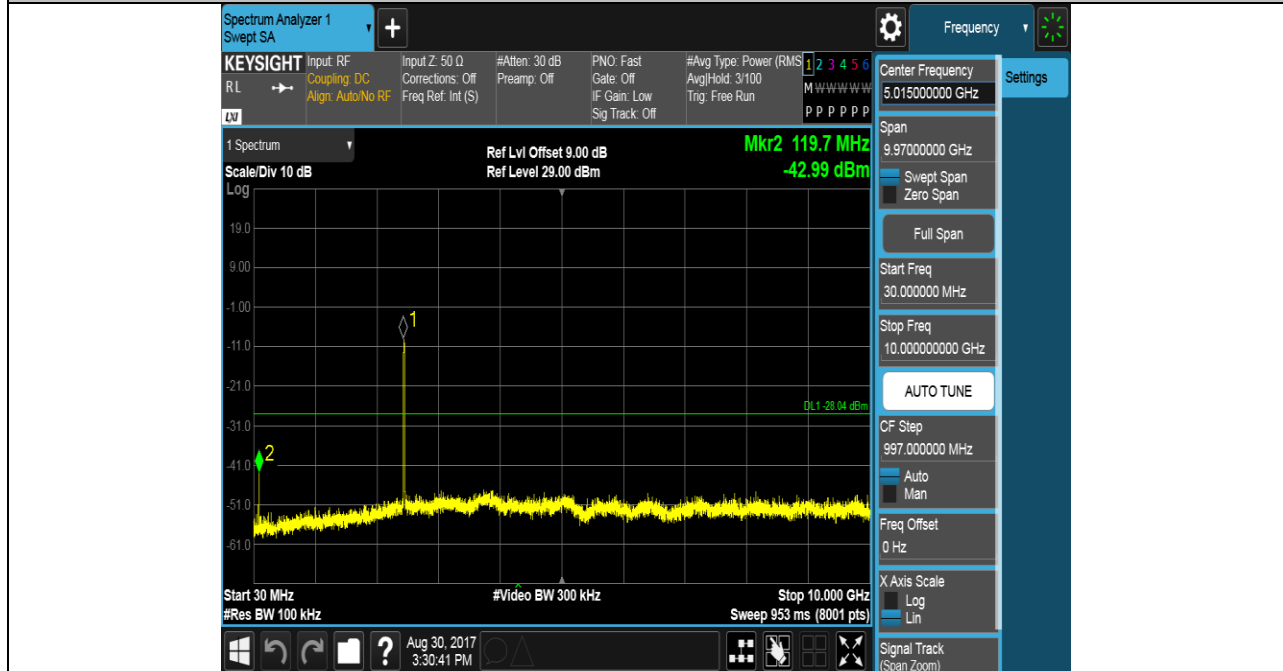 Spectrum Analyzer 1
Swept SA
+
Frequency
KEYSIGHT
RL
LXI
Input: RF
Coupling: DC
Align: Auto/No RF
Input Z: 50 Ω
Corrections: Off
Freq Ref: Int (S)
#Atten: 30 dB
Preamp: Off
PNO: Fast
Gate: Off
IF Gain: Low
Sig Track: Off
#Avg Type: Power (RMS
Avg|Hold: 3/100
Trig: Free Run
1 2 3 4 5 6
M W W W W W
P P P P P P
1 Spectrum
Scale/Div 10 dB
Log
Ref Lvl Offset 9.00 dB
Ref Level 29.00 dBm
Mkr2 119.7 MHz
-42.99 dBm
19.0
9.00
-1.00
1
-11.0
-21.0
DL1 -28.04 dBm
-31.0
2
-41.0
-51.0
-61.0
Start 30 MHz
#Video BW 300 kHz
Stop 10.000 GHz
#Res BW 100 kHz
Sweep 953 ms (8001 pts)
?
Aug 30, 2017
3:30:41 PM
Center Frequency
5.015000000 GHz
Settings
Span
9.97000000 GHz
Swept Span
Zero Span
Full Span
Start Freq
30.000000 MHz
Stop Freq
10.000000000 GHz
AUTO TUNE
CF Step
997.000000 MHz
Auto
Man
Freq Offset
0 Hz
X Axis Scale
Log
Lin
Signal Track
(Span Zoom)